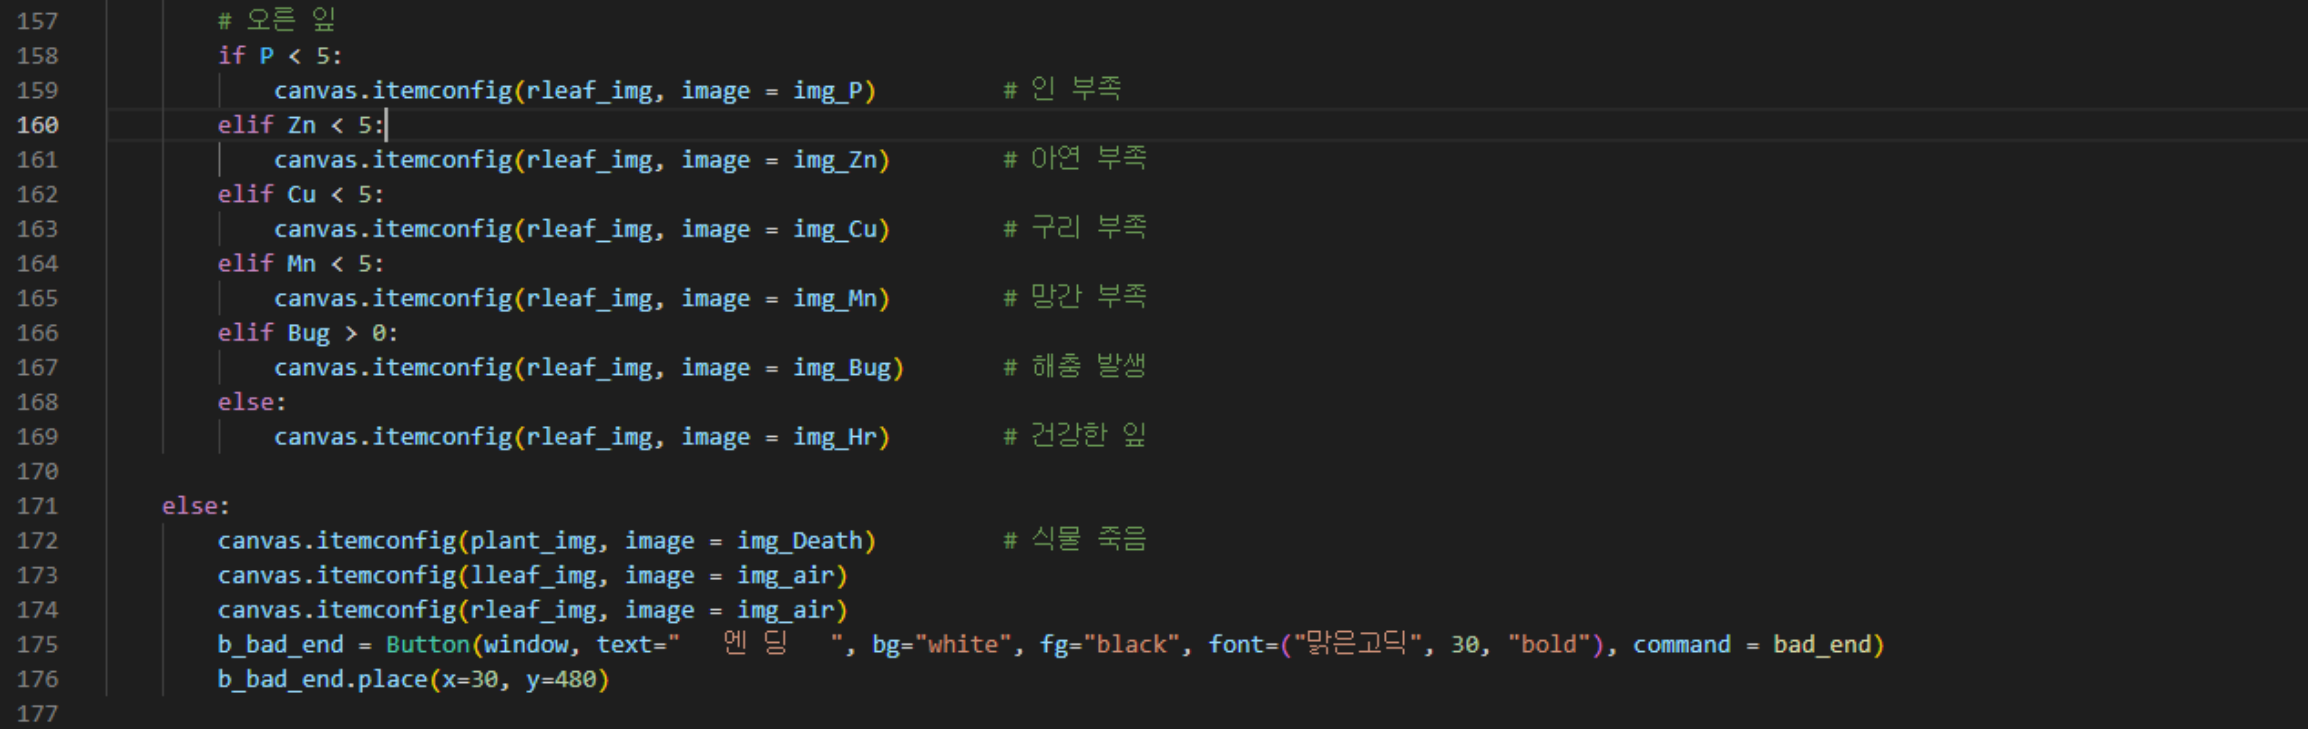 157 # 오른 잎
158 if P < 5:
159 canvas.itemconfig(rleaf_img, image = img_P) # 인 부족
160 elif Zn < 5:
161 canvas.itemconfig(rleaf_img, image = img_Zn) # 아연 부족
162 elif Cu < 5:
163 canvas.itemconfig(rleaf_img, image = img_Cu) # 구리 부족
164 elif Mn < 5:
165 canvas.itemconfig(rleaf_img, image = img_Mn) # 망간 부족
166 elif Bug > 0:
167 canvas.itemconfig(rleaf_img, image = img_Bug) # 해충 발생
168 else:
169 canvas.itemconfig(rleaf_img, image = img_Hr) # 건강한 잎
170
171 else:
172 canvas.itemconfig(plant_img, image = img_Death) # 식물 죽음
173 canvas.itemconfig(lleaf_img, image = img_air)
174 canvas.itemconfig(rleaf_img, image = img_air)
175 b_bad_end = Button(window, text="   엔 딩   ", bg="white", fg="black", font=("맑은고딕", 30, "bold"), command = bad_end)
176 b_bad_end.place(x=30, y=480)
177